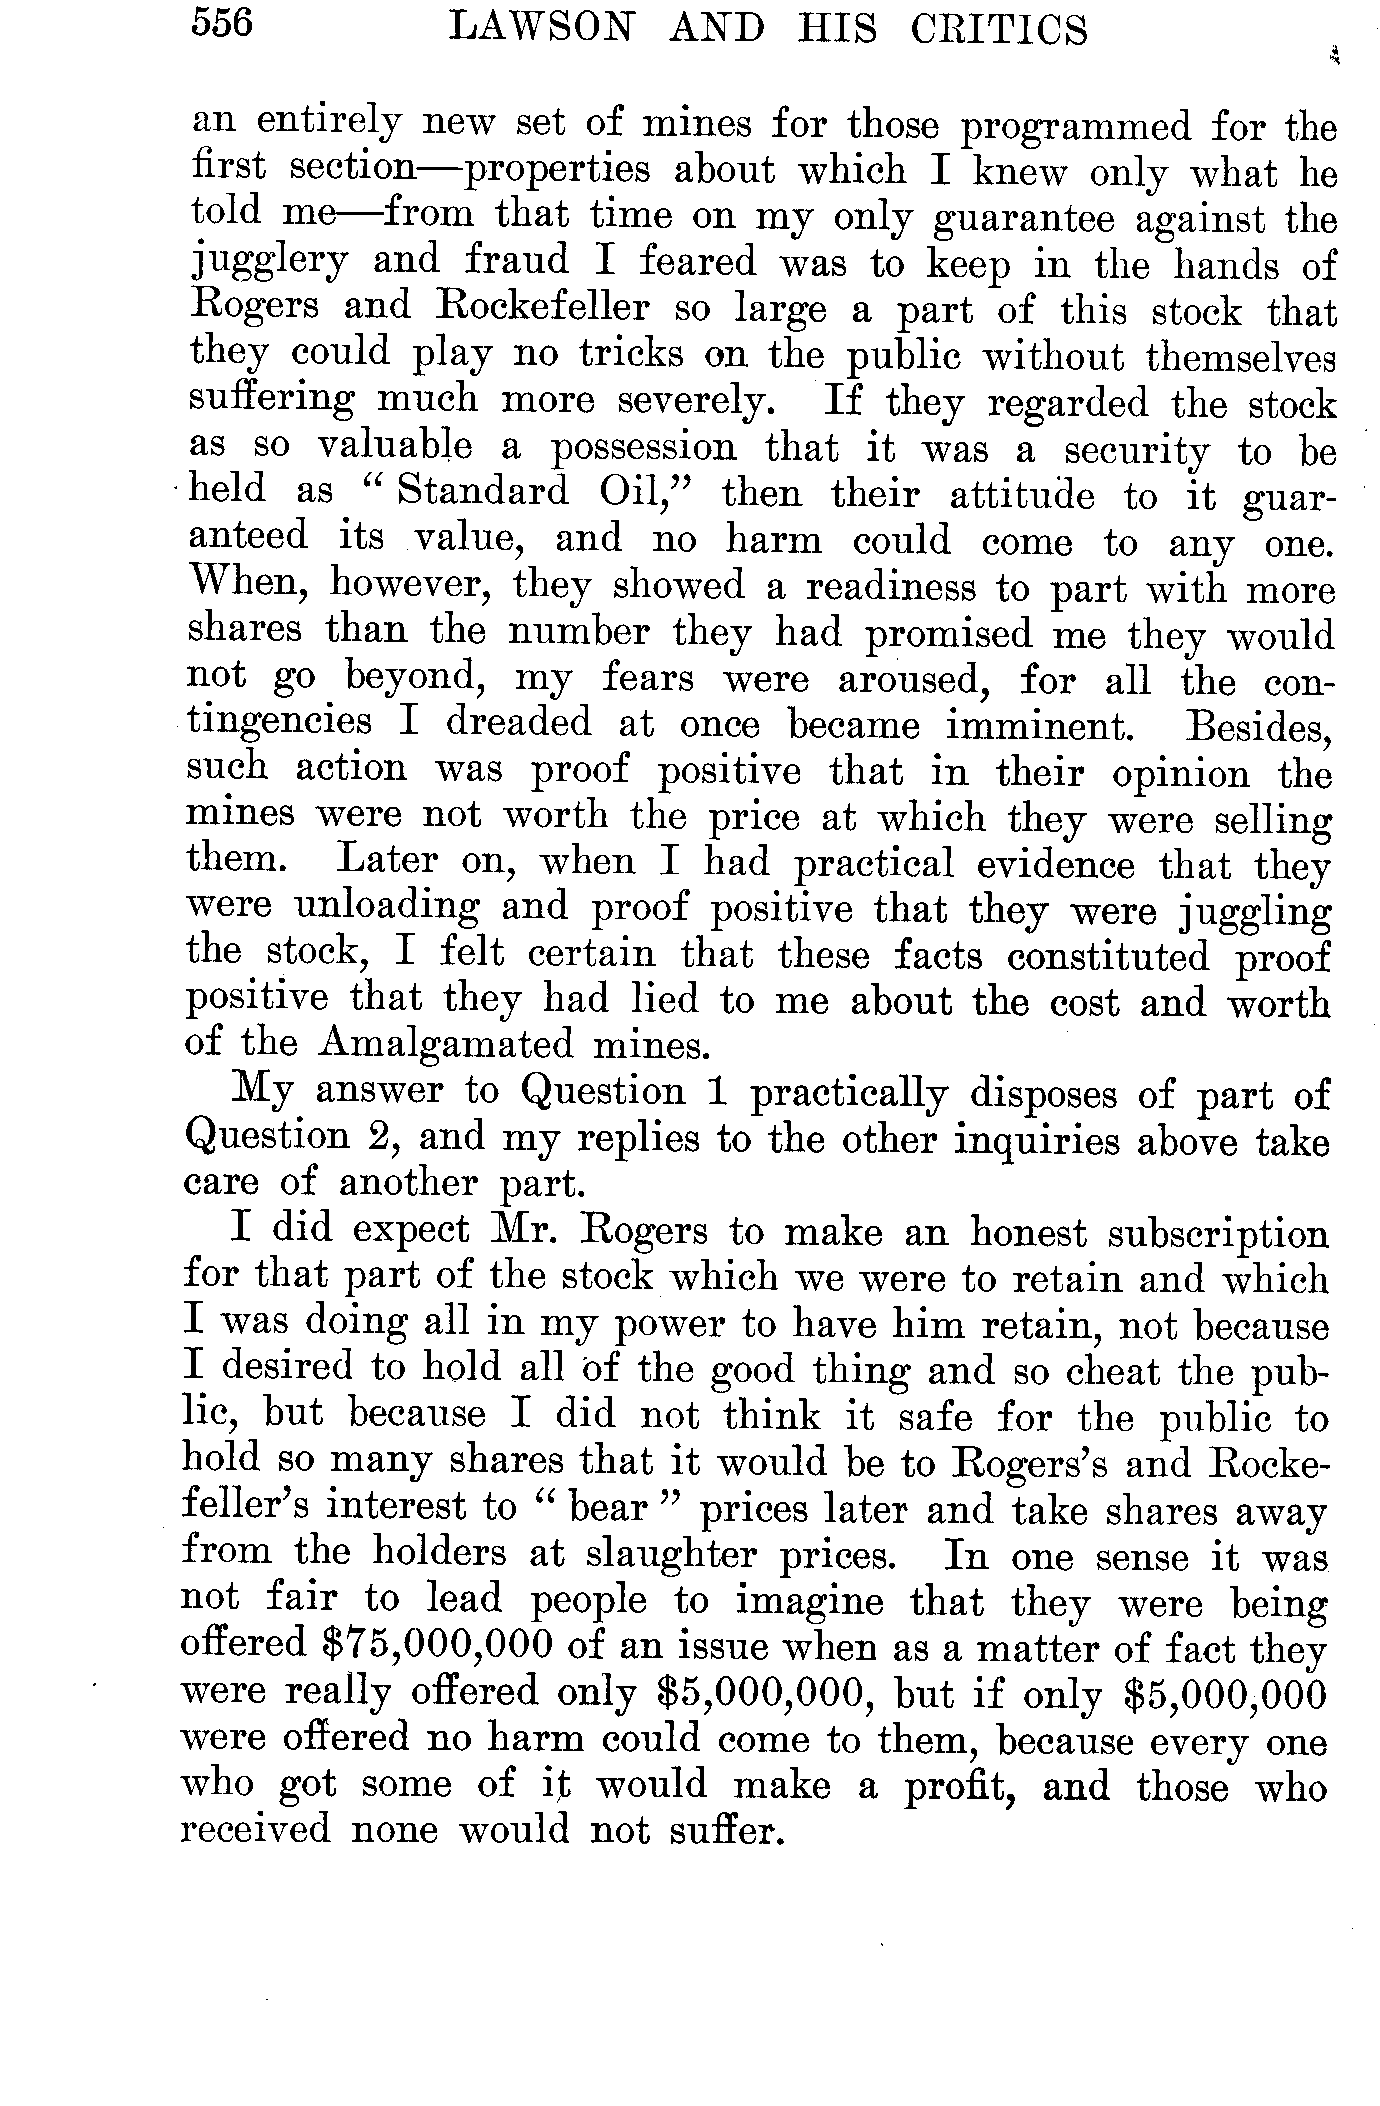 556 LAWSON AND HIS CRITICS
an entirely new set of mines for those programmed for the
first section—properties about which I knew only what he
told me—from that time on my only guarantee against the
jugglery and fraud I feared was to keep in the hands of
Rogers and Rockefeller so large a part of this stock that
they could play no tricks on the public without themselves
suffering much more severely. If they regarded the stock
as so valuable a possession that it was a security to be
held as “ Standard Oil,” then their attitude to it guar-
anteed its value, and no harm could come to any one.
When, however, they showed a readiness to part with more
shares than the number they had promised me they would
not go beyond, my fears were aroused, for all the con-
tingencies I dreaded at once became imminent. Besides,
such action was proof positive that in their opinion the
mines were not worth the price at which they were selling
them. Later on, when I had practical evidence that they
were unloading and proof positive that they were juggling
the stock, I felt certain that these facts constituted proof
positive that they had lied to me about the cost and worth
of the Amalgamated mines.
My answer to Question 1 practically disposes of part of
Question 2, and my replies to the other inquiries above take
care of another part.
I did expect Mr. Rogers to make an honest subscription
for that part of the stock which we were to retain and which
I was doing all in my power to have him retain, not because
I desired to hold all of the good thing and so cheat the pub-
lic, but because I did not think it safe for the public to
hold so many shares that it would be to Rogers’s and Rocke-
feller’s interest to “ bear ” prices later and take shares away
from the holders at slaughter prices. In one sense it was
not fair to lead people to imagine that they were being
offered $75,000,000 of an issue when as a matter of fact they
were really offered only $5,000,000, but if only $5,000,000
were offered no harm could come to them, because every one
who got some of it would make a profit, and those who
received none would not suffer.